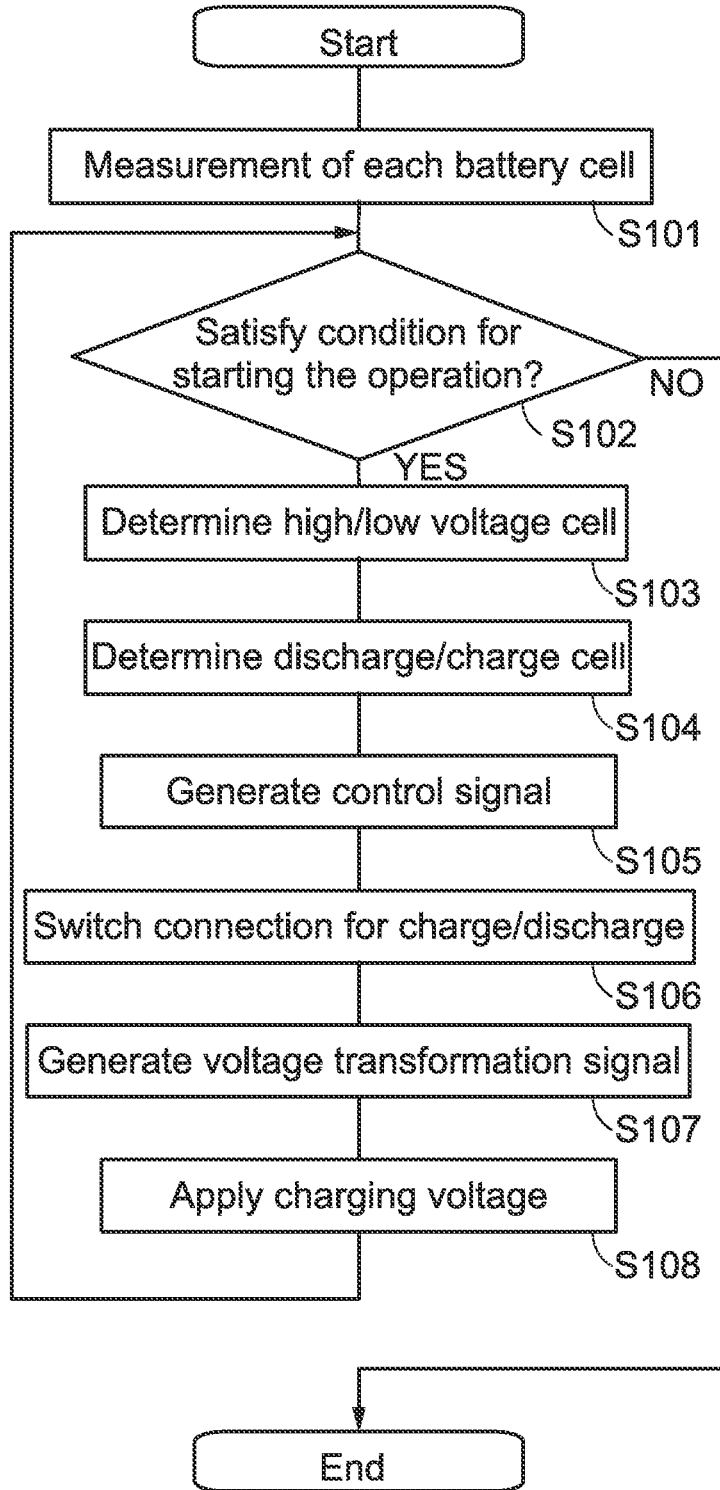 Start
Measurement of each battery cell
S101
Satisfy condition for
starting the operation?
NO
S102
YES
Determine high/low voltage cell
S103
Determine discharge/charge cell
S104
Generate control signal
S105
Switch connection for charge/discharge
S106
Generate voltage transformation signal
S107
Apply charging voltage
S108
End